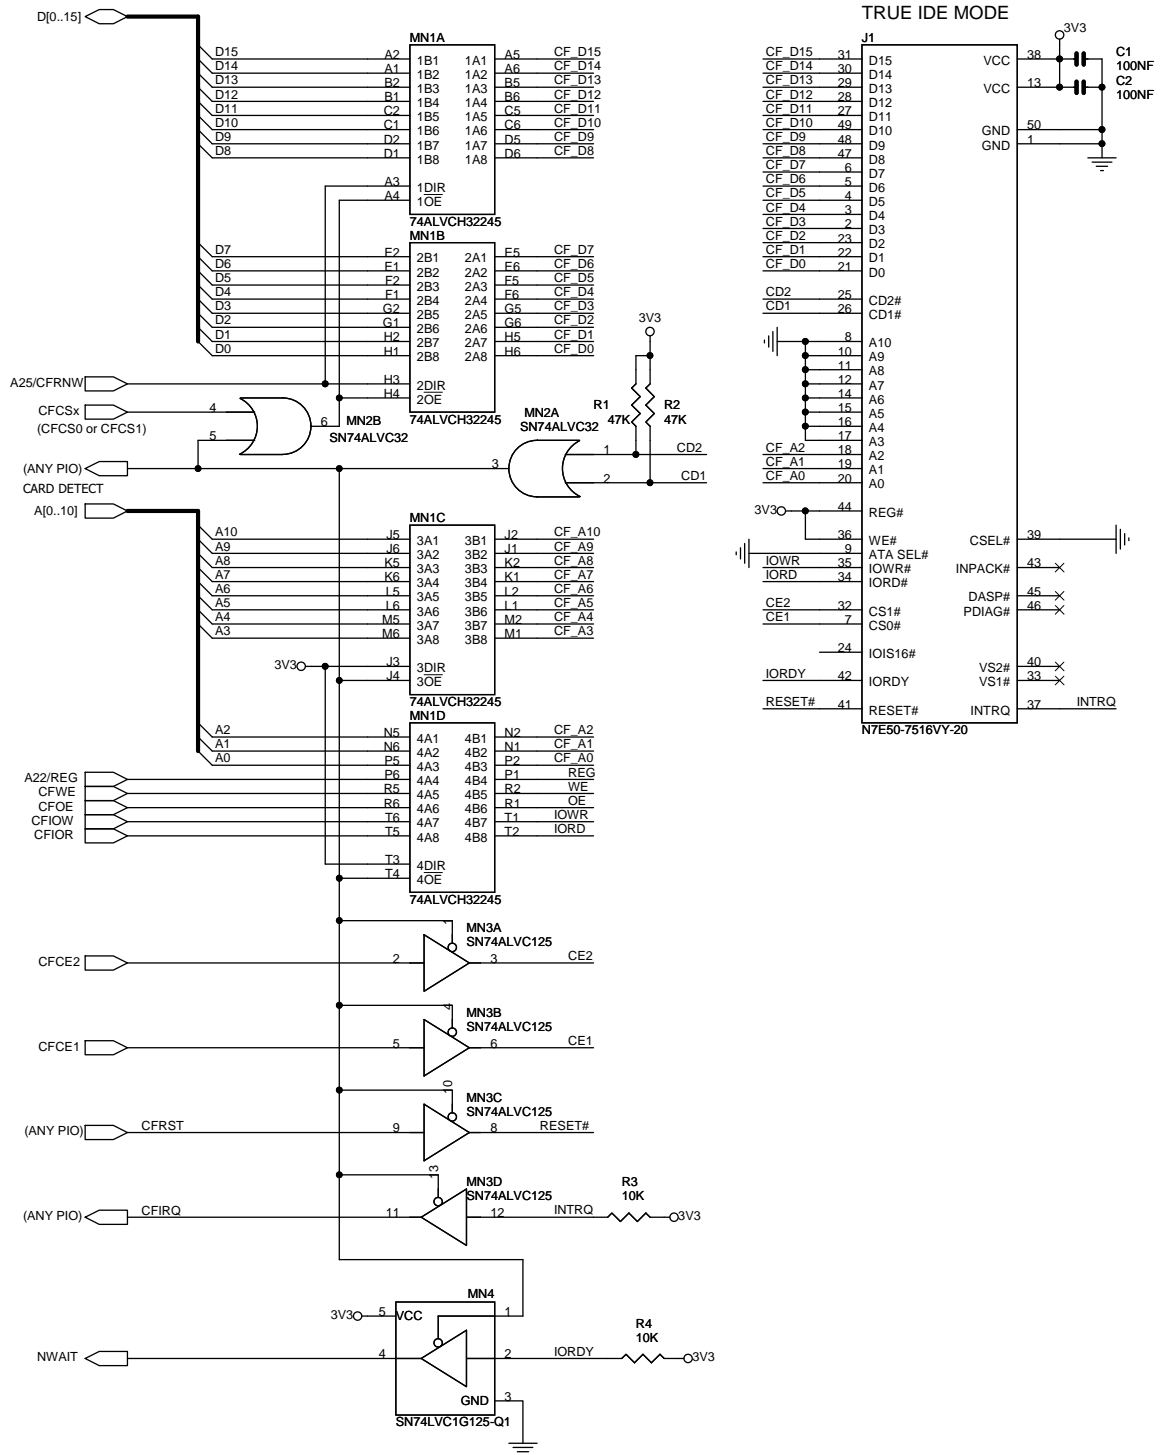 TRUE IDE MODE
D[0..15]
MN1A
D15 A2 1B1 1A1 A5 CF_D15
D14 A1 1B2 1A2 A6 CF_D14
D13 B2 1B3 1A3 B5 CF_D13
D12 B1 1B4 1A4 B6 CF_D12
D11 C2 1B5 1A5 C5 CF_D11
D10 C1 1B6 1A6 C6 CF_D10
D9 D2 1B7 1A7 D5 CF_D9
D8 D1 1B8 1A8 D6 CF_D8
A3 1DIR
A4 1OE
74ALVCH32245
MN1B
D7 E2 2B1 2A1 E5 CF_D7
D6 E1 2B2 2A2 E6 CF_D6
D5 F2 2B3 2A3 F5 CF_D5
D4 F1 2B4 2A4 F6 CF_D4
D3 G2 2B5 2A5 G5 CF_D3
D2 G1 2B6 2A6 G6 CF_D2
D1 H2 2B7 2A7 H5 CF_D1
D0 H1 2B8 2A8 H6 CF_D0
A25/CFRNW H3 2DIR
H4 2OE
74ALVCH32245
CFCSx 4
(CFCS0 or CFCS1)
5 6
MN2B
SN74ALVC32
3V3
R1 47K
R2 47K
MN2A
SN74ALVC32
1 CD2
2 CD1
3
(ANY PIO)
CARD DETECT
A[0..10]
MN1C
A10 J5 3A1 3B1 J2 CF_A10
A9 J6 3A2 3B2 J1 CF_A9
A8 K5 3A3 3B3 K2 CF_A8
A7 K6 3A4 3B4 K1 CF_A7
A6 L5 3A5 3B5 L2 CF_A6
A5 L6 3A6 3B6 L1 CF_A5
A4 M5 3A7 3B7 M2 CF_A4
A3 M6 3A8 3B8 M1 CF_A3
3V3 J3 3DIR
J4 3OE
74ALVCH32245
MN1D
A2 N5 4A1 4B1 N2 CF_A2
A1 N6 4A2 4B2 N1 CF_A1
A0 P5 4A3 4B3 P2 CF_A0
A22/REG P6 4A4 4B4 P1 REG
CFWE R5 4A5 4B5 R2 WE
CFOE R6 4A6 4B6 R1 OE
CFIOW T6 4A7 4B7 T1 IOWR
CFIOR T5 4A8 4B8 T2 IORD
T3 4DIR
T4 4OE
74ALVCH32245
1 MN3A
SN74ALVC125
CFCE2 2 3 CE2
4 MN3B
SN74ALVC125
CFCE1 5 6 CE1
10 MN3C
SN74ALVC125
(ANY PIO) CFRST 9 8 RESET#
13 MN3D
SN74ALVC125
R3
10K
(ANY PIO) CFIRQ 11 12 INTRQ 3V3
MN4
3V3 5 VCC 1
R4
10K
NWAIT 4 2 IORDY 3V3
GND 3
SN74LVC1G125-Q1
J1
3V3
CF_D15 31 D15
CF_D14 30 D14
CF_D13 29 D13
CF_D12 28 D12
CF_D11 27 D11
CF_D10 49 D10
CF_D9 48 D9
CF_D8 47 D8
CF_D7 6 D7
CF_D6 5 D6
CF_D5 4 D5
CF_D4 3 D4
CF_D3 2 D3
CF_D2 23 D2
CF_D1 22 D1
CF_D0 21 D0
CD2 25 CD2#
CD1 26 CD1#
8 A10
10 A9
11 A8
12 A7
14 A6
15 A5
16 A4
17 A3
CF_A2 18 A2
CF_A1 19 A1
CF_A0 20 A0
3V3 44 REG#
36 WE#
9 ATA SEL#
IOWR 35 IOWR#
IORD 34 IORD#
CE2 32 CS1#
CE1 7 CS0#
24 IOIS16#
IORDY 42 IORDY
RESET# 41 RESET#
VCC 38
C1
100NF
VCC 13
C2
100NF
GND 50
GND 1
CSEL# 39
INPACK# 43
DASP# 45
PDIAG# 46
VS2# 40
VS1# 33
INTRQ 37 INTRQ
N7E50-7516VY-20